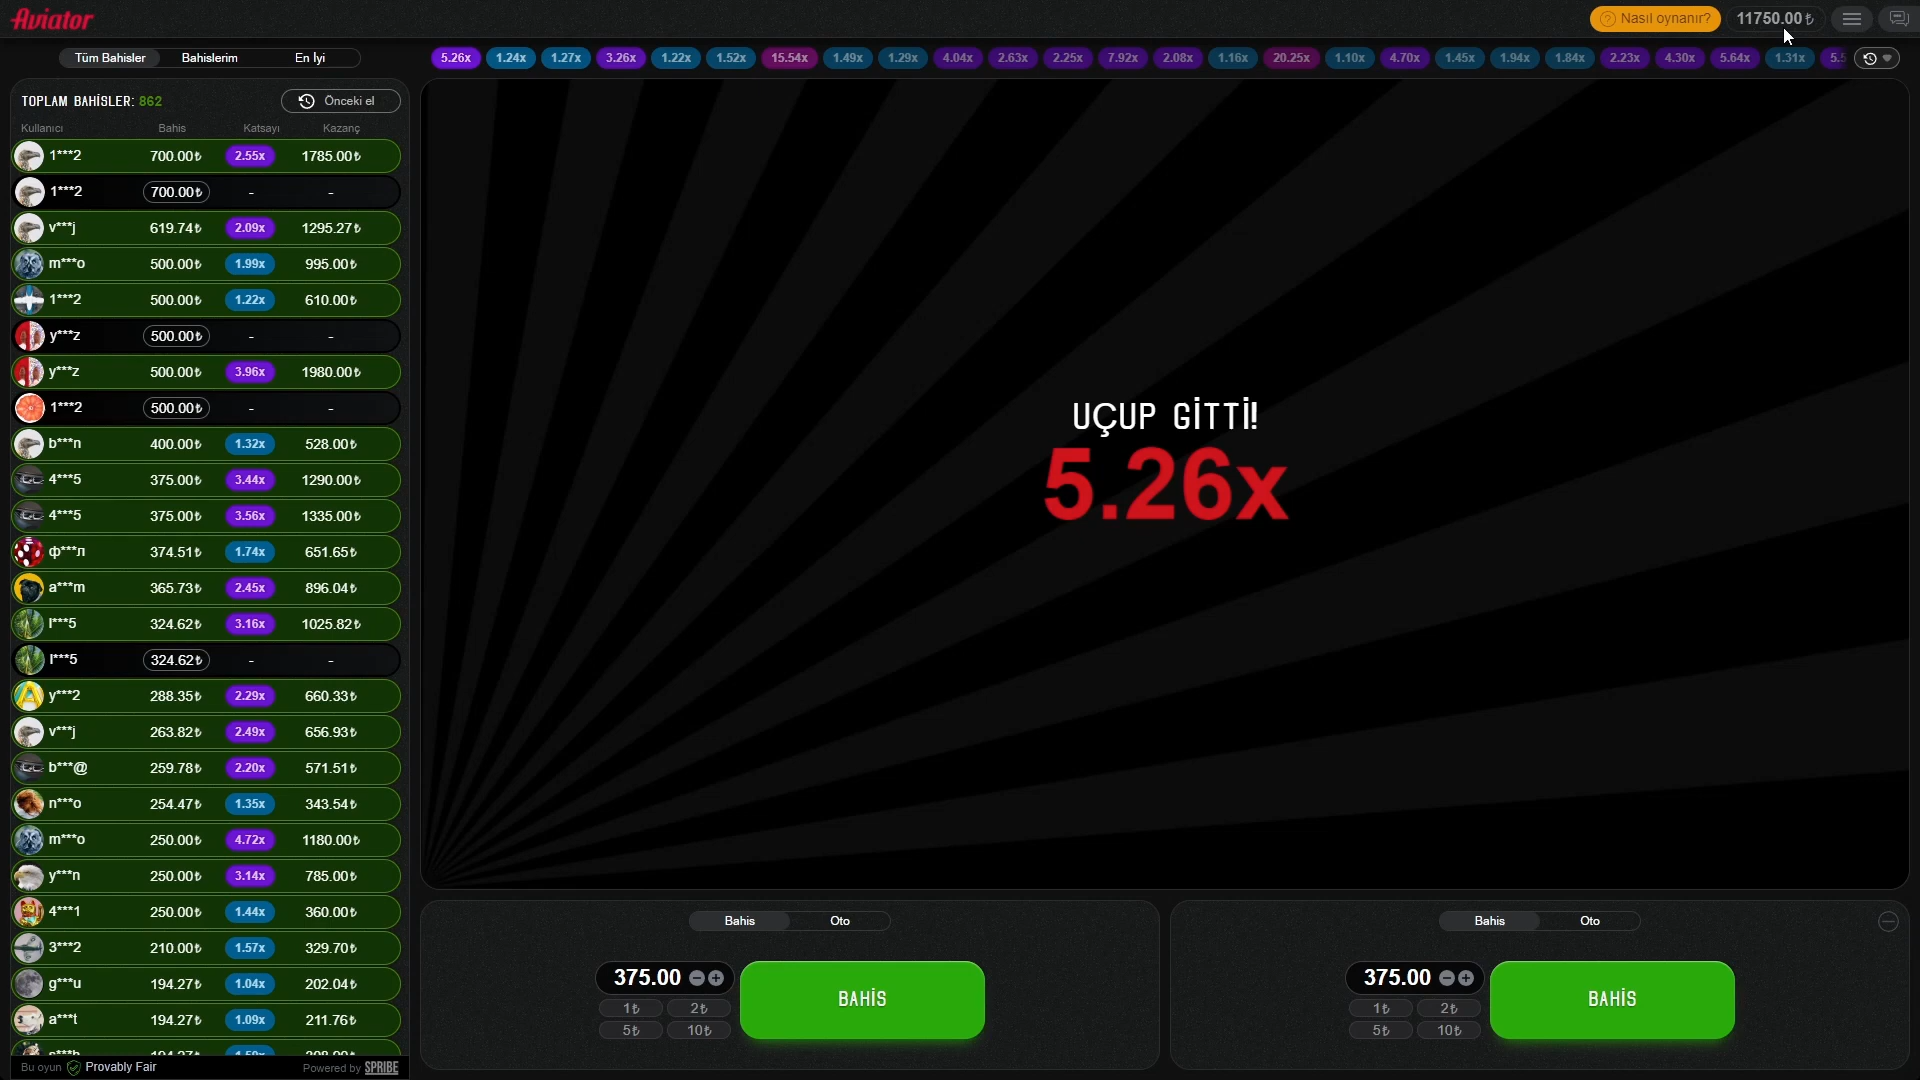 Aviator
Nasıl oynanır?
11750.00₺
Tüm Bahisler Bahislerim En İyi
5.26x 1.24x 1.27x 3.26x 1.22x 1.52x 15.54x 1.49x 1.29x 4.04x 2.63x 2.25x 7.92x 2.08x 1.16x 20.25x 1.10x 4.70x 1.45x 1.94x 1.84x 2.23x 4.30x 5.64x 1.31x
TOPLAM BAHİSLER: 862
Önceki el
Kullanıcı Bahis Katsayı Kazanç
1***2 700.00₺ 2.55x 1785.00₺
1***2 700.00₺ - -
v***j 619.74₺ 2.09x 1295.27₺
m***o 500.00₺ 1.99x 995.00₺
1***2 500.00₺ 1.22x 610.00₺
y***z 500.00₺ - -
y***z 500.00₺ 3.96x 1980.00₺
1***2 500.00₺ - -
b***n 400.00₺ 1.32x 528.00₺
4***5 375.00₺ 3.44x 1290.00₺
4***5 375.00₺ 3.56x 1335.00₺
ф***л 374.51₺ 1.74x 651.65₺
a***m 365.73₺ 2.45x 896.04₺
l***5 324.62₺ 3.16x 1025.82₺
l***5 324.62₺ - -
y***2 288.35₺ 2.29x 660.33₺
v***j 263.82₺ 2.49x 656.93₺
b***@ 259.78₺ 2.20x 571.51₺
n***o 254.47₺ 1.35x 343.54₺
m***o 250.00₺ 4.72x 1180.00₺
y***n 250.00₺ 3.14x 785.00₺
4***1 250.00₺ 1.44x 360.00₺
3***2 210.00₺ 1.57x 329.70₺
g***u 194.27₺ 1.04x 202.04₺
a***t 194.27₺ 1.09x 211.76₺
Bu oyun Provably Fair
Powered by SPRIBE
UÇUP GİTTİ!
5.26x
Bahis Oto
375.00
1₺ 2₺
5₺ 10₺
BAHİS
Bahis Oto
375.00
1₺ 2₺
5₺ 10₺
BAHİS